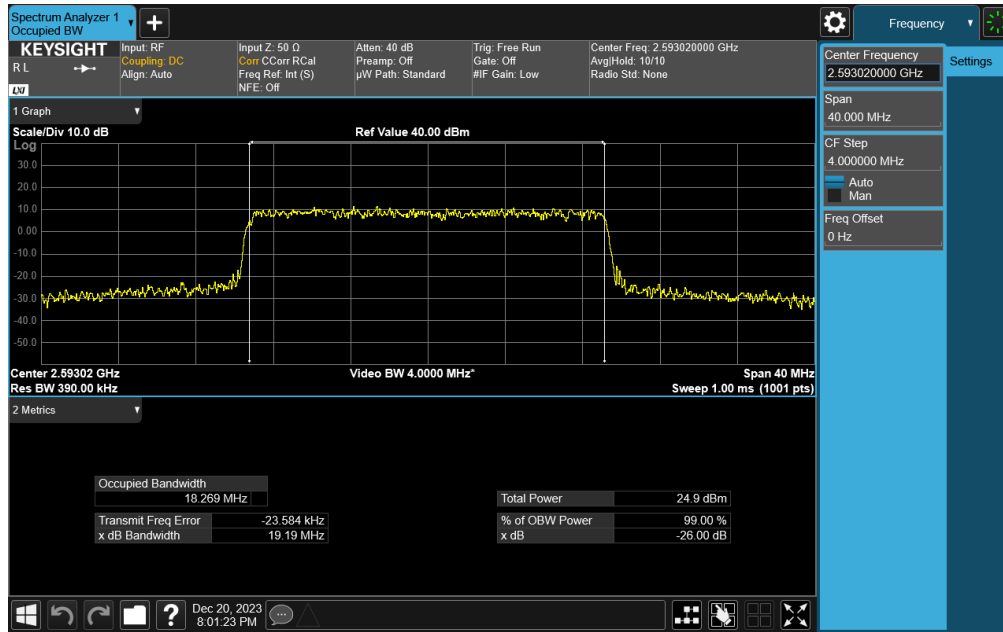 Spectrum Analyzer 1
Occupied BW
Frequency
KEYSIGHT
R L
LXI
Input: RF
Coupling: DC
Align: Auto
Input Z: 50 Ω
Corr CCorr RCal
Freq Ref: Int (S)
NFE: Off
Atten: 40 dB
Preamp: Off
µW Path: Standard
Trig: Free Run
Gate: Off
#IF Gain: Low
Center Freq: 2.593020000 GHz
Avg|Hold: 10/10
Radio Std: None
Center Frequency
2.593020000 GHz
Settings
Span
40.000 MHz
CF Step
4.000000 MHz
Auto
Man
Freq Offset
0 Hz
1 Graph
Scale/Div 10.0 dB
Ref Value 40.00 dBm
Log
30.0
20.0
10.0
0.00
-10.0
-20.0
-30.0
-40.0
-50.0
Center 2.59302 GHz
Video BW 4.0000 MHz*
Span 40 MHz
Res BW 390.00 kHz
Sweep 1.00 ms (1001 pts)
2 Metrics
Occupied Bandwidth
18.269 MHz
Total Power 24.9 dBm
Transmit Freq Error -23.584 kHz
% of OBW Power 99.00 %
x dB Bandwidth 19.19 MHz
x dB -26.00 dB
?
Dec 20, 2023
8:01:23 PM